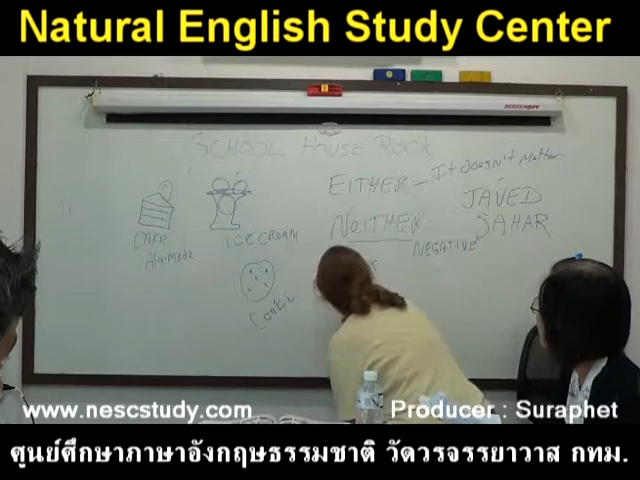 Natural English Study Center
SCHOOL HOUSE ROCK
EITHER - Just doesn't matter
JAVED
NEITHER
SAHAR
NEGATIVE
CAKE
Ala-mode
ICE CREAM
Cookie
www.nescstudy.com
Producer : Suraphet
ศูนย์ศึกษาภาษาอังกฤษธรรมชาติ วัดวรจรรยาวาส กทม.